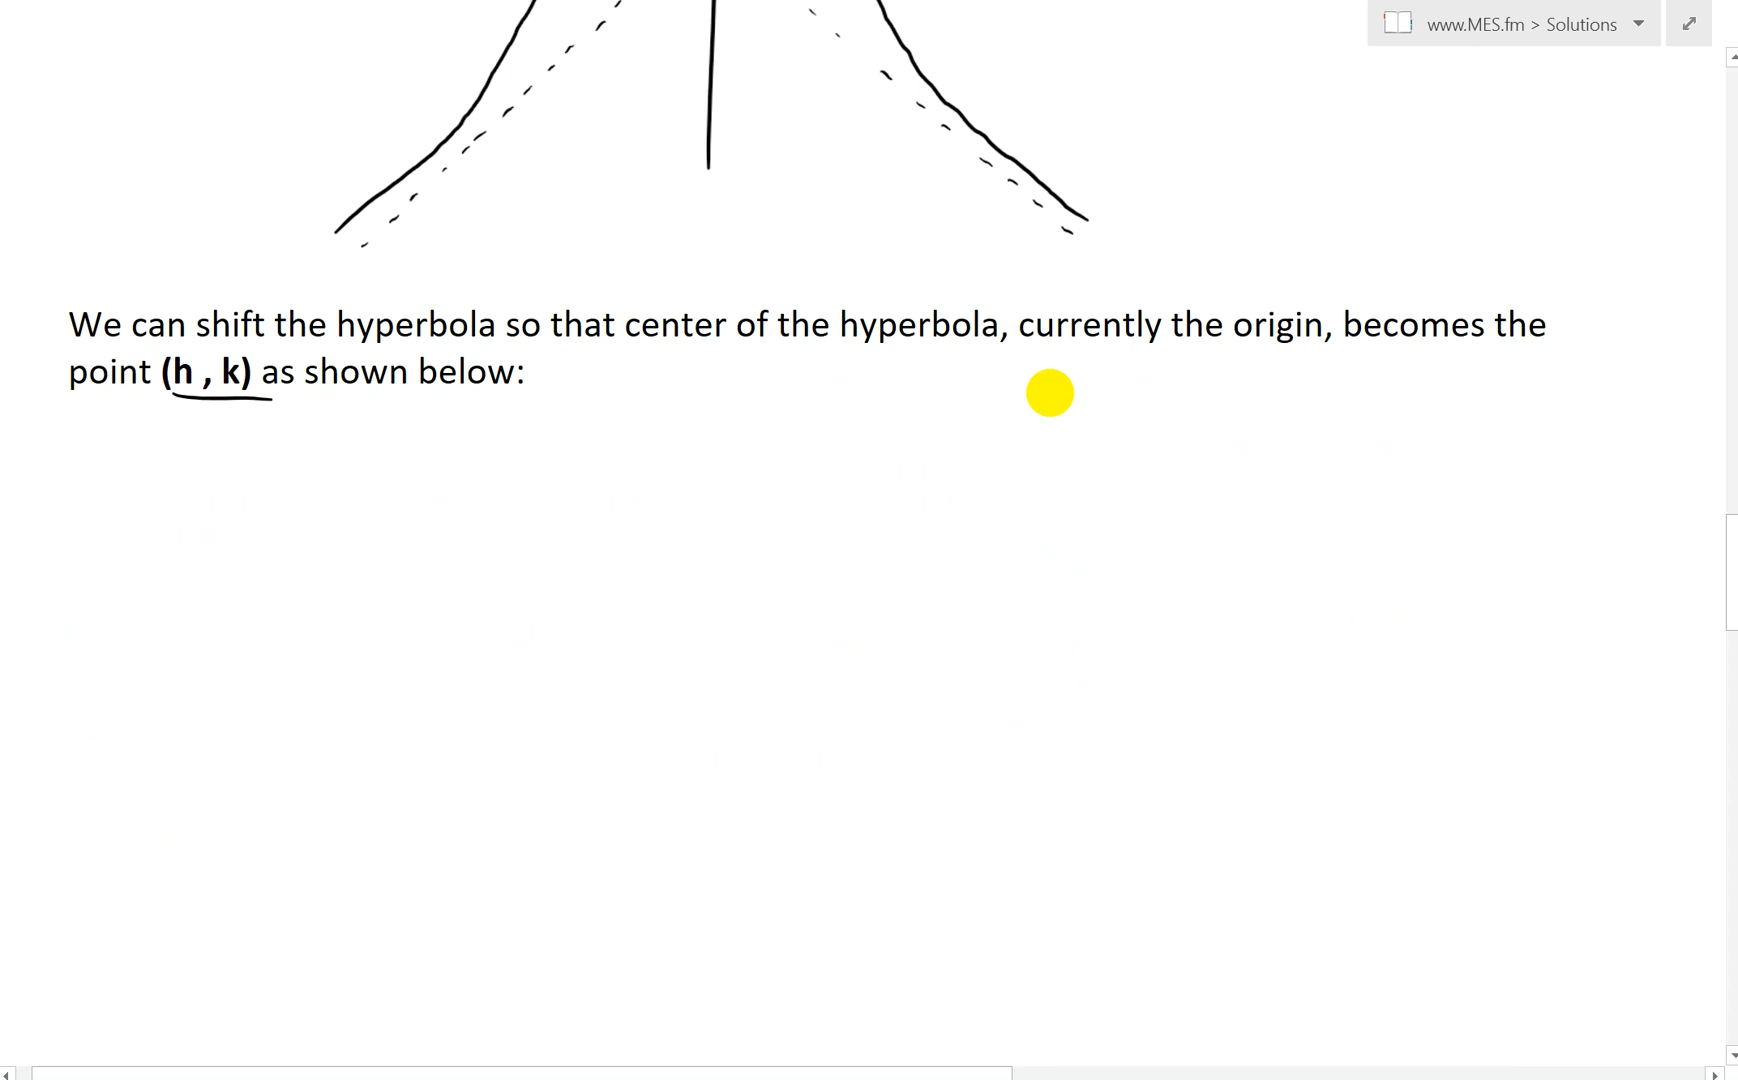 www.MES.fm > Solutions
We can shift the hyperbola so that center of the hyperbola, currently the origin, becomes the
point (h , k) as shown below: